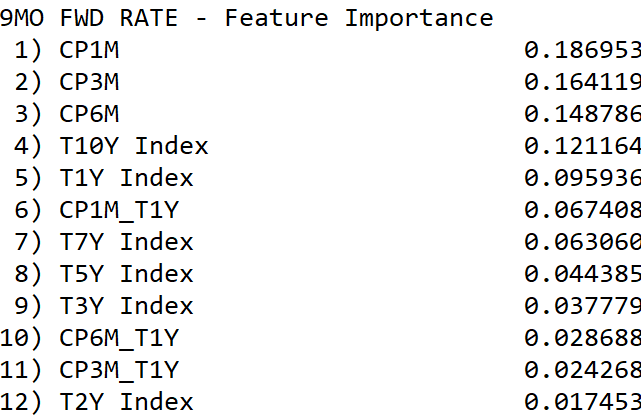 9MO FWD RATE - Feature Importance
1) CP1M 0.186953
2) CP3M 0.164119
3) CP6M 0.148786
4) T10Y Index 0.121164
5) T1Y Index 0.095936
6) CP1M_T1Y 0.067408
7) T7Y Index 0.063060
8) T5Y Index 0.044385
9) T3Y Index 0.037779
10) CP6M_T1Y 0.028688
11) CP3M_T1Y 0.024268
12) T2Y Index 0.017453